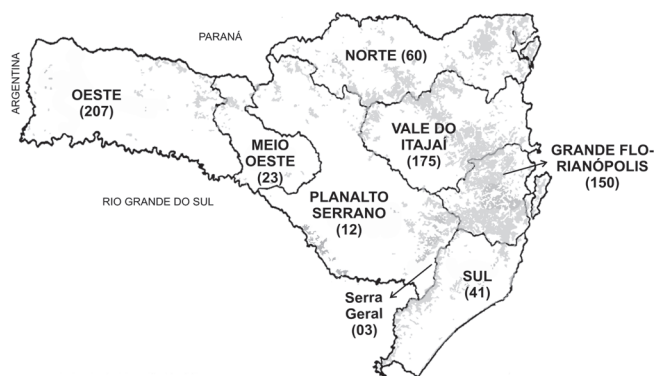 PARANÁ
ARGENTINA
NORTE (60)
OESTE
(207)
VALE DO
ITAJAÍ
(175)
MEIO
OESTE
(23)
GRANDE FLO-
RIANÓPOLIS
(150)
RIO GRANDE DO SUL
PLANALTO
SERRANO
(12)
SUL
(41)
Serra
Geral
(03)